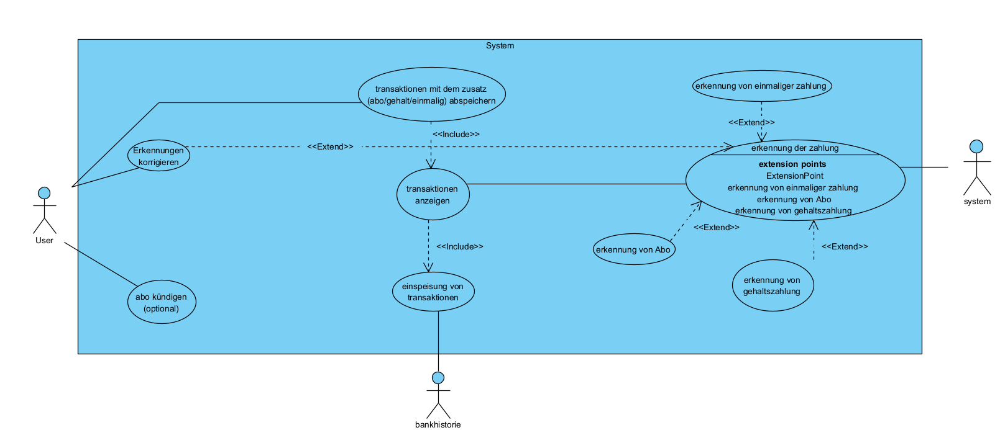 System
transaktionen mit dem zusatz
(abo/gehalt/einmalig) abspeichern
erkennung von einmaliger zahlung
<<Extend>>
<<Include>>
Erkennungen
korrigieren
<<Extend>>
erkennung der zahlung
extension points
ExtensionPoint
erkennung von einmaliger zahlung
erkennung von Abo
erkennung von gehaltszahlung
transaktionen
anzeigen
system
User
<<Extend>>
<<Include>>
erkennung von Abo
<<Extend>>
einspeisung von
transaktionen
erkennung von
gehaltszahlung
abo kündigen
(optional)
bankhistorie